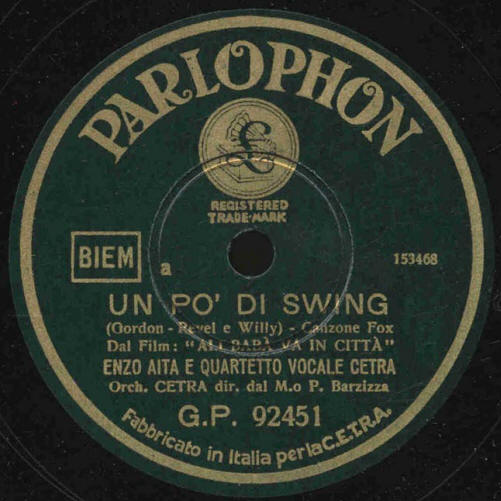 PARLOPHON
£
REGISTERED
TRADE-MARK
BIEM
a
153468
UN PO' DI SWING
(Gordon - Revel e Willy) - Canzone Fox
Dal Film: "ALI BABÀ VA IN CITTÀ"
ENZO AITA E QUARTETTO VOCALE CETRA
Orch. CETRA dir. dal M.o P. Barzizza
G.P. 92451
Fabbricato in Italia per la C.E.T.R.A.